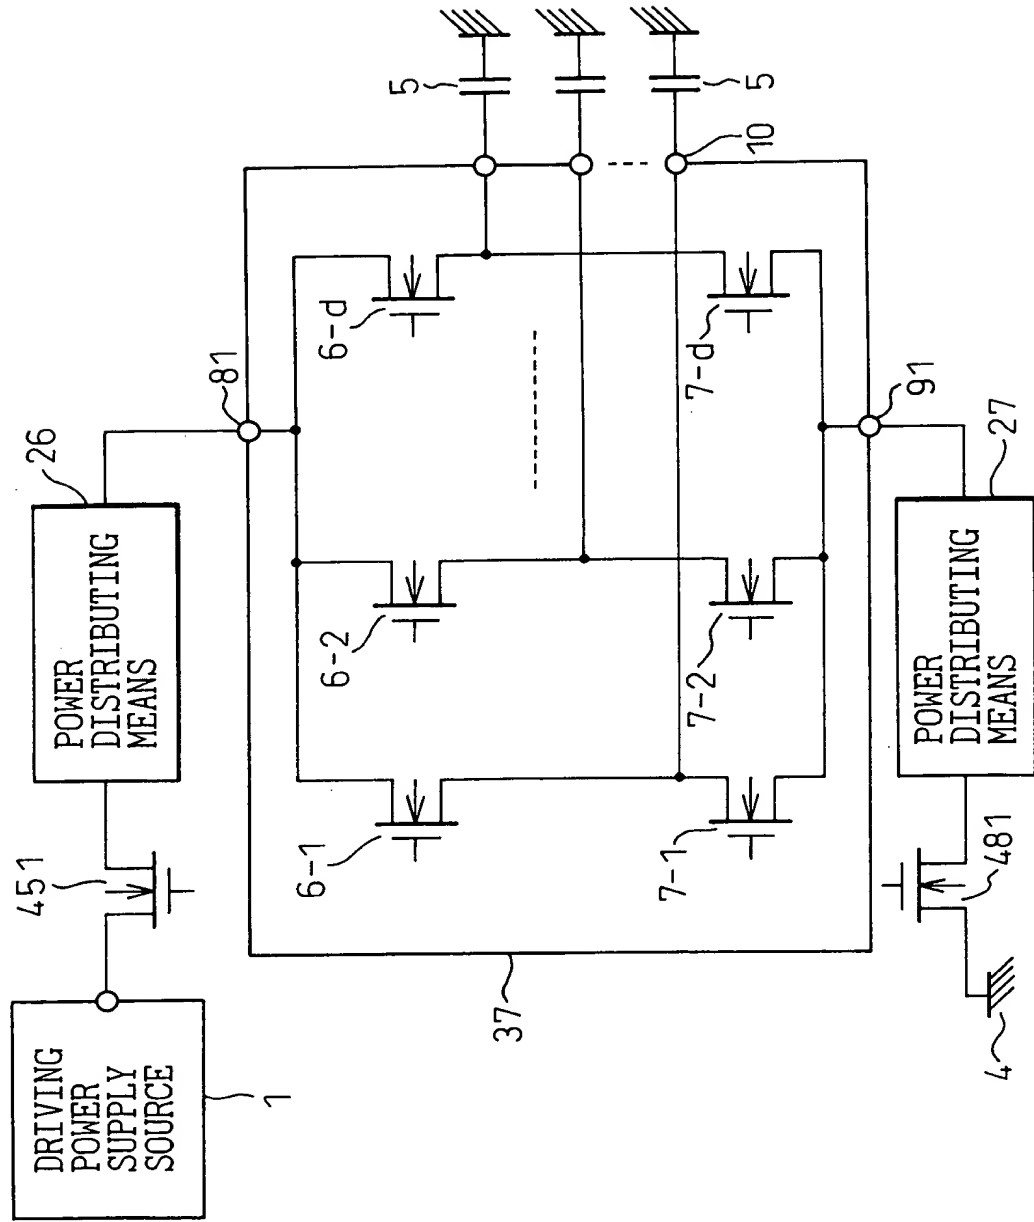 DRIVING
POWER
SUPPLY
SOURCE
1
451
POWER
DISTRIBUTING
MEANS
26
81
37
6-1
6-2
6-d
7-1
7-2
7-d
5
5
10
91
4
481
POWER
DISTRIBUTING
MEANS
27